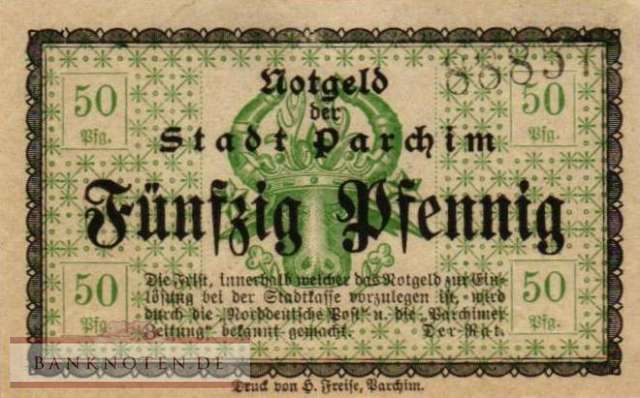 Notgeld
88851
50
Pfg.
der
50
Pfg.
Stadt Parchim
Fünfzig Pfennig
50
Pfg.
Die Frist, innerhalb welcher das Notgeld zur Ein-
lösung bei der Stadtkasse vorzulegen ist, wird
durch die „Norddeutsche Post" u. die „Parchimer
Zeitung" bekannt gemacht. Der Rat.
50
Pfg.
BANKNOTEN.DE
Druck von H. Freise, Parchim.